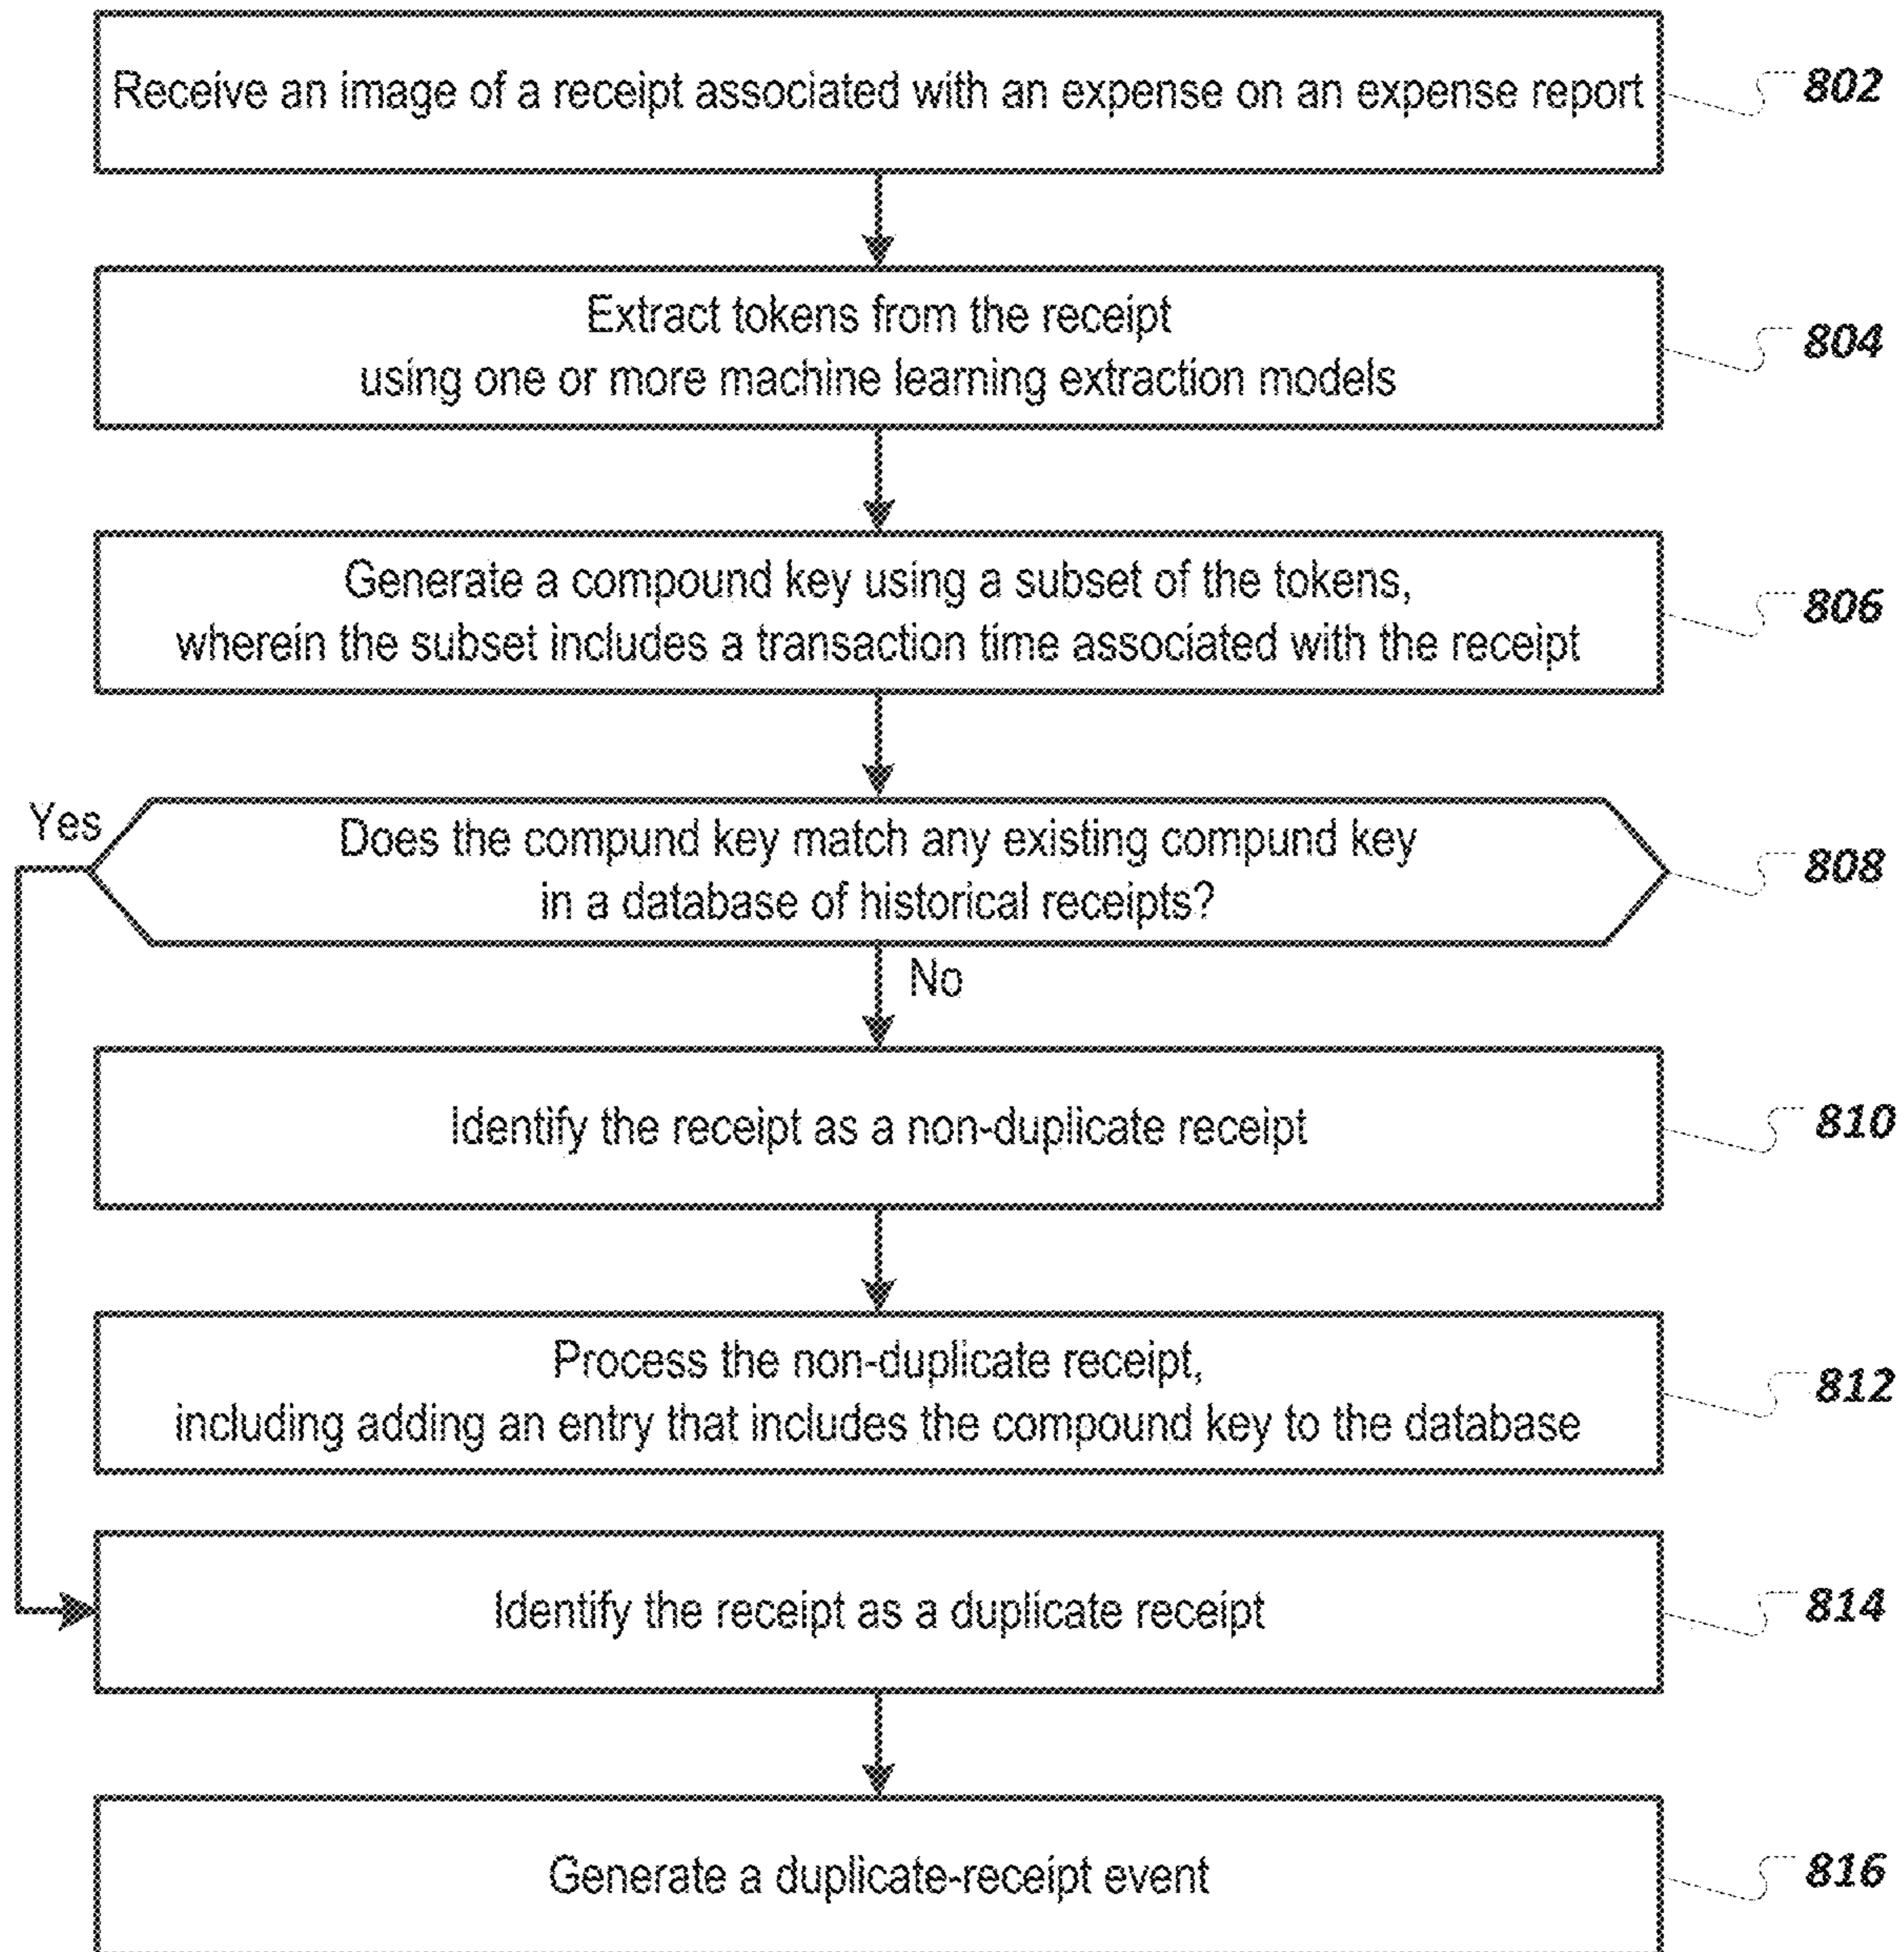 Receive an image of a receipt associated with an expense on an expense report
802
Extract tokens from the receipt
using one or more machine learning extraction models
804
Generate a compound key using a subset of the tokens,
wherein the subset includes a transaction time associated with the receipt
806
Yes
Does the compund key match any existing compund key
in a database of historical receipts?
808
No
Identify the receipt as a non-duplicate receipt
810
Process the non-duplicate receipt,
including adding an entry that includes the compound key to the database
812
Identify the receipt as a duplicate receipt
814
Generate a duplicate-receipt event
816